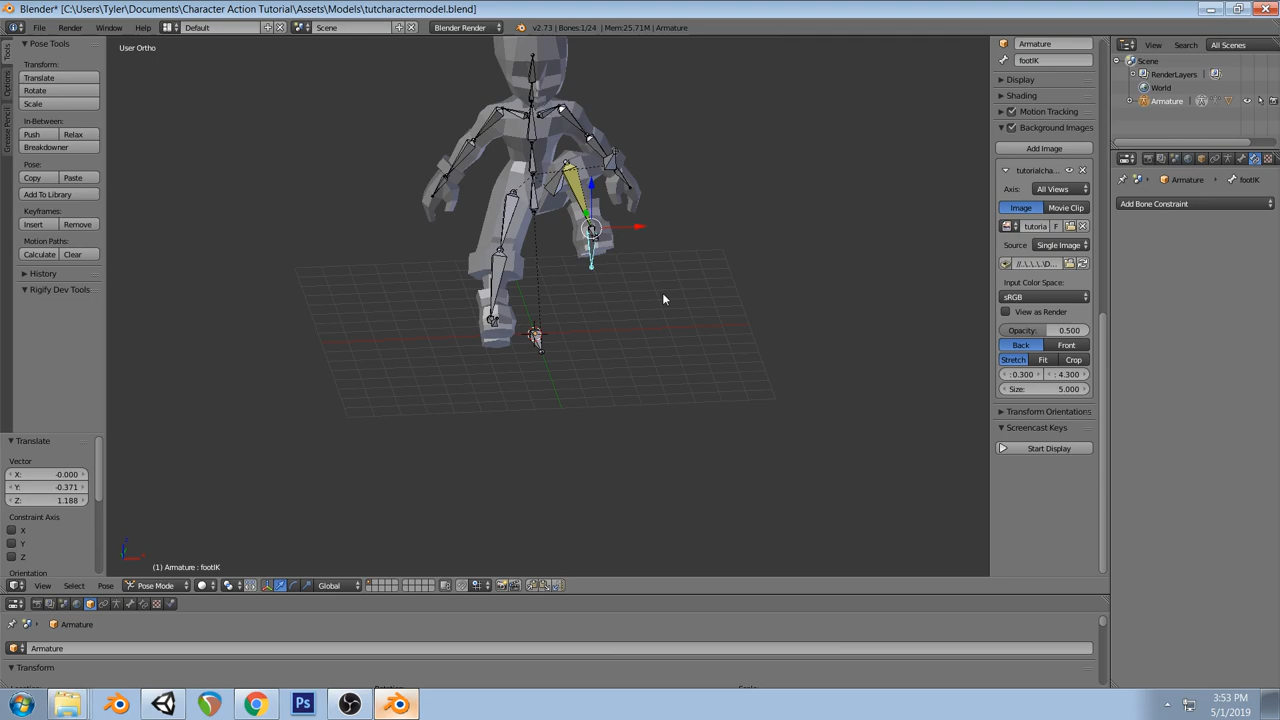 Blender* [C:\Users\Tyler\Documents\Character Action Tutorial\Assets\Models\tutcharactermodel.blend]
File Render Window Help Default Scene Blender Render v2.73 | Bones:1/24 | Mem:25.71M | Armature
Tools
Options
Grease Pencil
Pose Tools
Transform:
Translate
Rotate
Scale
In-Between:
Push Relax
Breakdowner
Pose:
Copy Paste
Add To Library
Keyframes:
Insert Remove
Motion Paths:
Calculate Clear
History
Rigify Dev Tools
Translate
Vector
X: -0.000
Y: -0.371
Z: 1.188
Constraint Axis
X
Y
Z
Orientation
User Ortho
(1) Armature : footIK
View Select Pose Pose Mode Global
Armature
footIK
Display
Shading
Motion Tracking
Background Images
Add Image
tutorialcha...
Axis: All Views
Image Movie Clip
tutoria F
Source Single Image
//..\..\..\..\D...
Input Color Space:
sRGB
View as Render
Opacity: 0.500
Back Front
Stretch Fit Crop
: 0.300 : 4.300
Size: 5.000
Transform Orientations
Screencast Keys
Start Display
View Search All Scenes
Scene
RenderLayers
World
Armature
Armature footIK
Add Bone Constraint
Armature
Armature
Transform
Ps
3:53 PM
5/1/2019